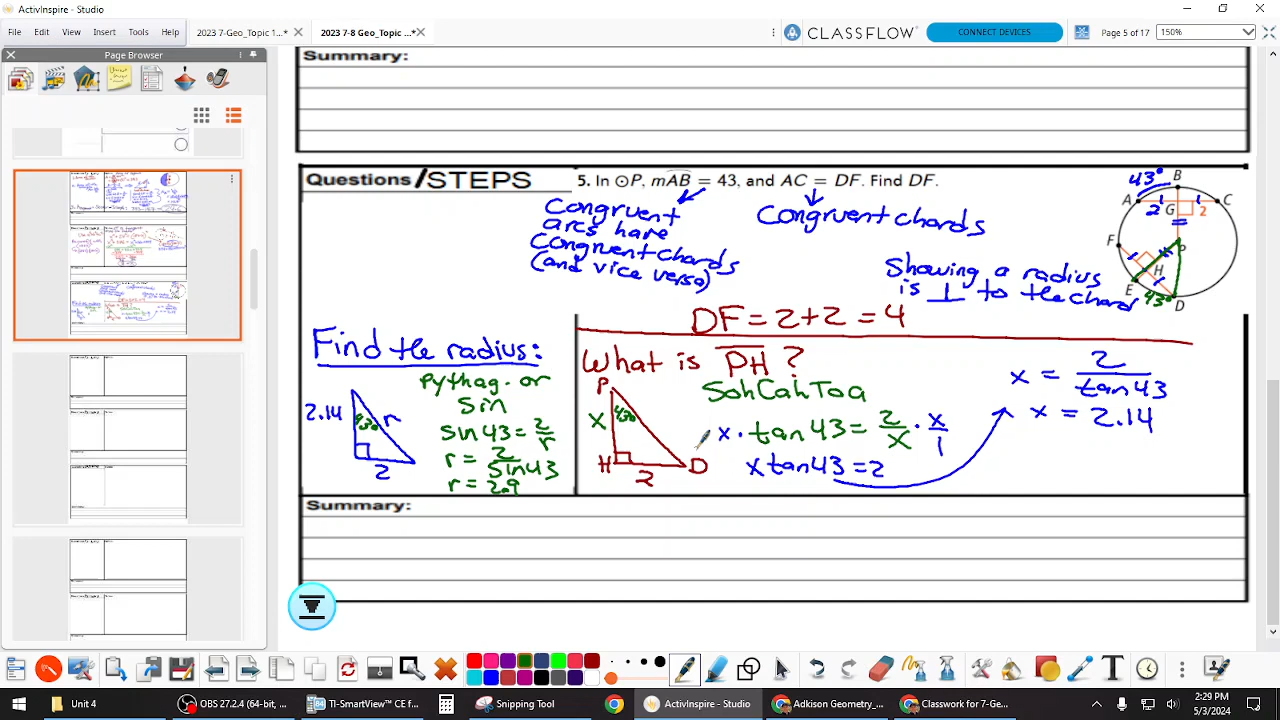 ActivInspire - Studio
File Edit View Insert Tools Help
2023 7-Geo_Topic 1...*
2023 7-8 Geo_Topic ...*
CLASSFLOW
CONNECT DEVICES
Page 5 of 17
150%
Page Browser
Summary:
Questions/STEPS
5. In ⊙P, mAB = 43, and AC = DF. Find DF.
Congruent
arcs have
Congruent chords
(and vice versa)
Congruent chords
Showing a radius
is ⊥ to the chord
43°
B
A
2
G
2
C
F
P
H
E
43°
D
DF = 2+2 = 4
Find the radius:
Pythag. or
sin
2.14
43°
r
2
sin 43 = 2/r
r = 2/sin43
r = 2.9
What is PH ?
SohCahToa
P
X
43°
H
2
D
x · tan 43 = 2/x · x/1
x tan43 = 2
x = 2/tan43
x = 2.14
Summary:
Unit 4
OBS 27.2.4 (64-bit, ...
TI-SmartView™ CE F...
Snipping Tool
ActivInspire - Studio
Adkison Geometry_...
Classwork for 7-Ge...
2:29 PM
5/3/2024